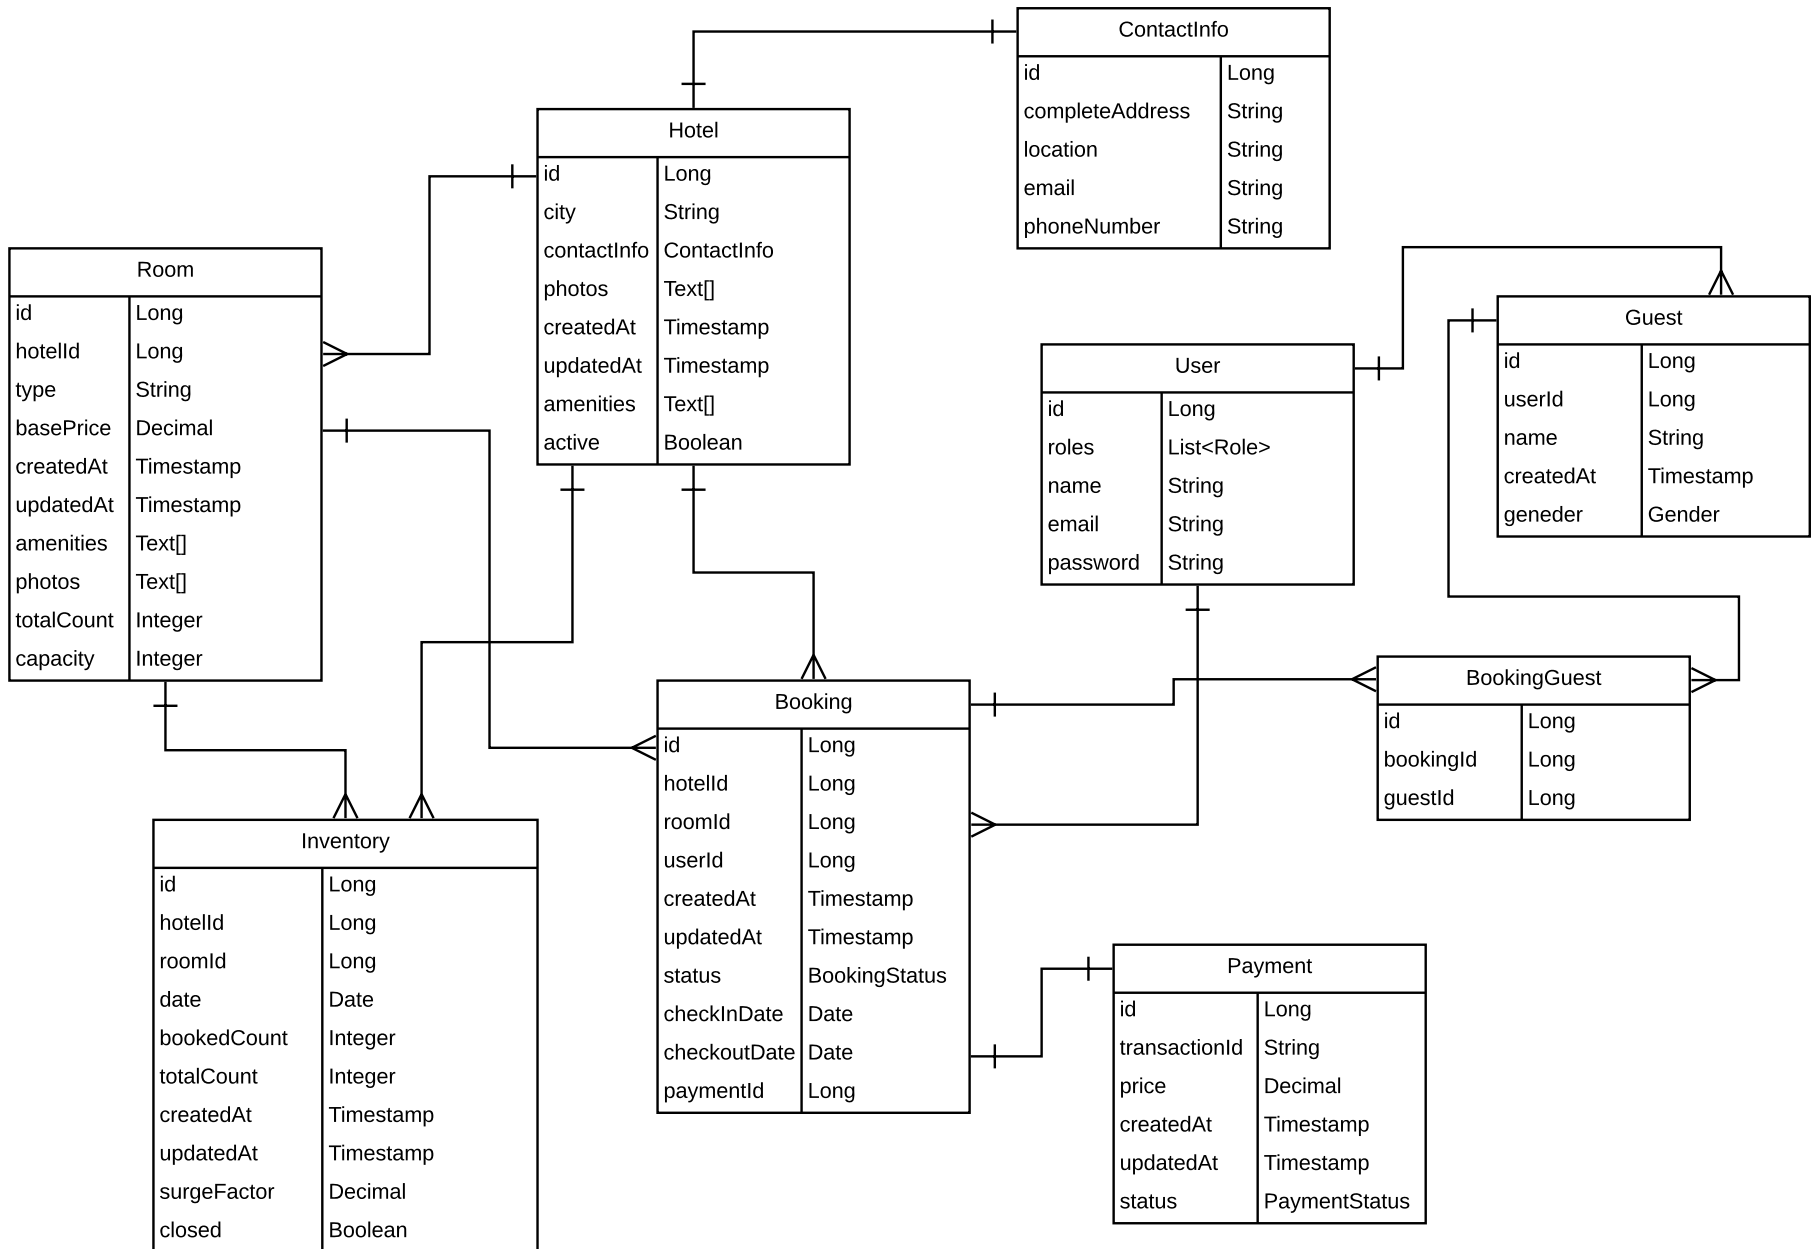 ContactInfo
id Long
completeAddress String
location String
email String
phoneNumber String
Hotel
id Long
city String
contactInfo ContactInfo
photos Text[]
createdAt Timestamp
updatedAt Timestamp
amenities Text[]
active Boolean
Room
id Long
hotelId Long
type String
basePrice Decimal
createdAt Timestamp
updatedAt Timestamp
amenities Text[]
photos Text[]
totalCount Integer
capacity Integer
Guest
id Long
userId Long
name String
createdAt Timestamp
geneder Gender
User
id Long
roles List<Role>
name String
email String
password String
BookingGuest
id Long
bookingId Long
guestId Long
Booking
id Long
hotelId Long
roomId Long
userId Long
createdAt Timestamp
updatedAt Timestamp
status BookingStatus
checkInDate Date
checkoutDate Date
paymentId Long
Inventory
id Long
hotelId Long
roomId Long
date Date
bookedCount Integer
totalCount Integer
createdAt Timestamp
updatedAt Timestamp
surgeFactor Decimal
closed Boolean
Payment
id Long
transactionId String
price Decimal
createdAt Timestamp
updatedAt Timestamp
status PaymentStatus